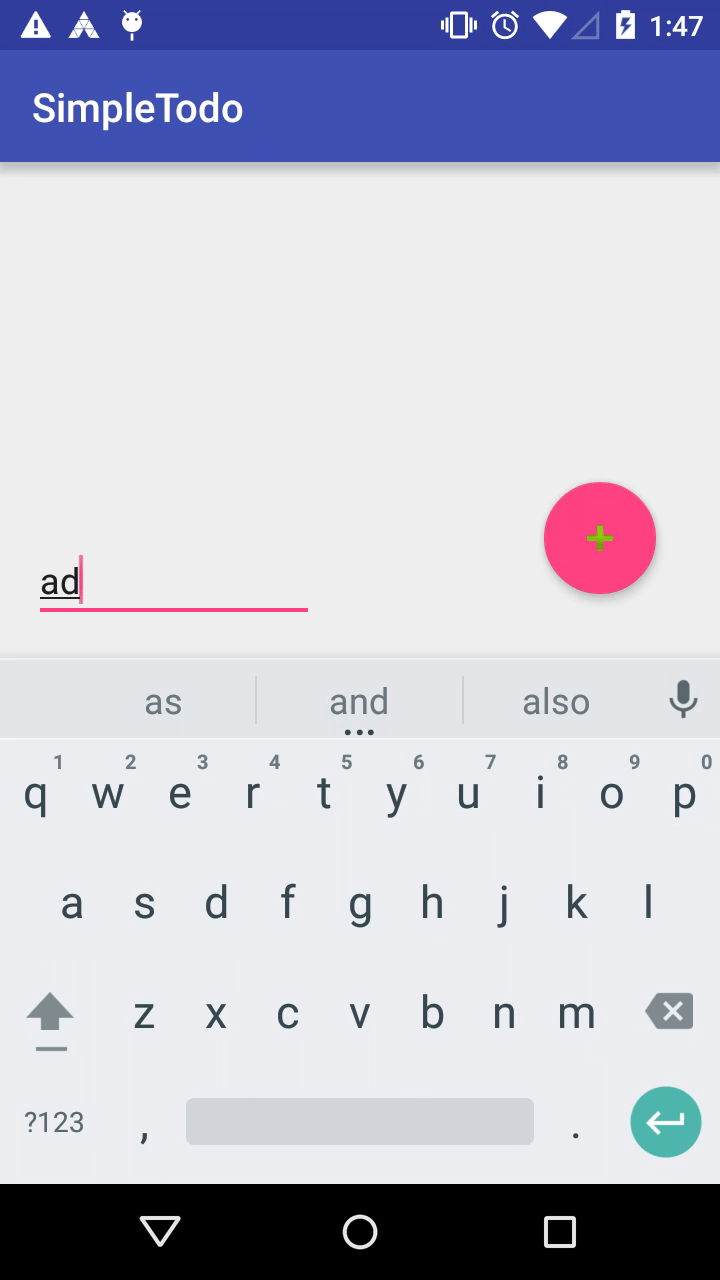 1:47
SimpleTodo
ad
as and also
1 2 3 4 5 6 7 8 9 0
q w e r t y u i o p
a s d f g h j k l
z x c v b n m
?123 , .